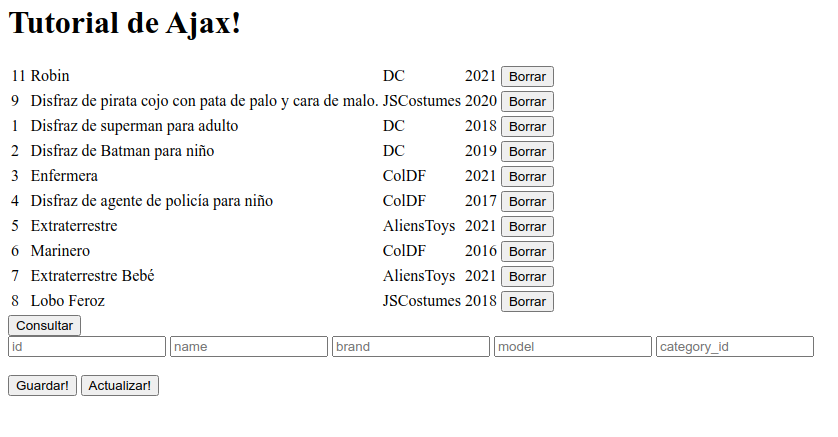 Tutorial de Ajax!
11 Robin DC 2021 Borrar
9 Disfraz de pirata cojo con pata de palo y cara de malo. JSCostumes 2020 Borrar
1 Disfraz de superman para adulto DC 2018 Borrar
2 Disfraz de Batman para niño DC 2019 Borrar
3 Enfermera ColDF 2021 Borrar
4 Disfraz de agente de policía para niño ColDF 2017 Borrar
5 Extraterrestre AliensToys 2021 Borrar
6 Marinero ColDF 2016 Borrar
7 Extraterrestre Bebé AliensToys 2021 Borrar
8 Lobo Feroz JSCostumes 2018 Borrar
Consultar
id name brand model category_id
Guardar! Actualizar!